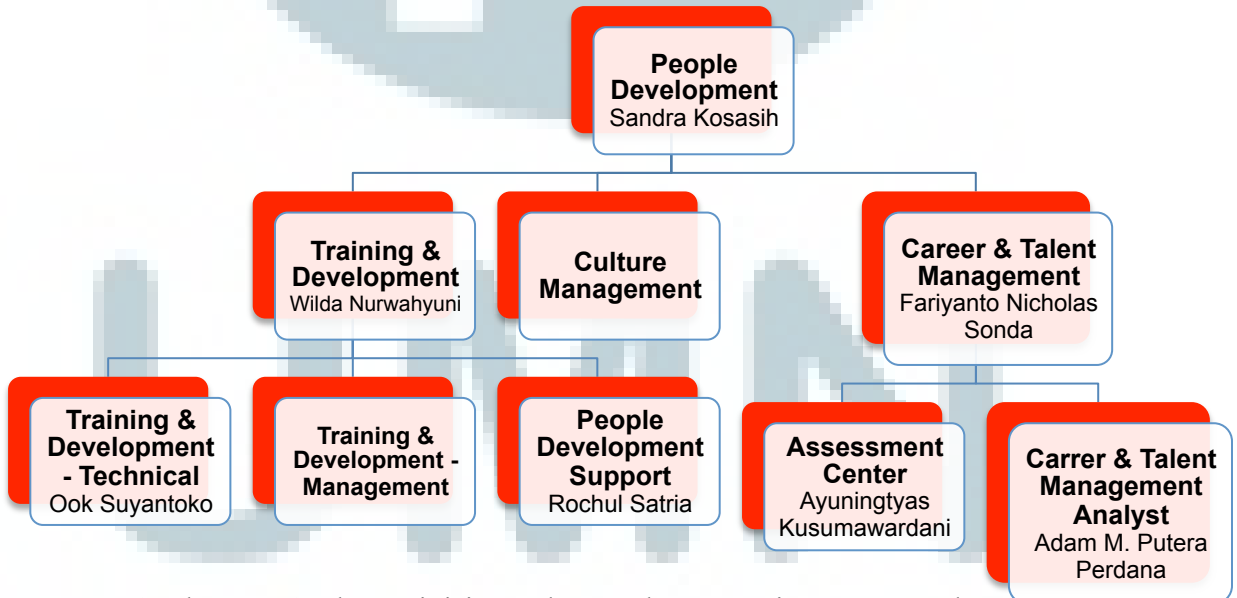 People
Development
Sandra Kosasih
Training &
Development
Wilda Nurwahyuni
Culture
Management
Career & Talent
Management
Fariyanto Nicholas
Sonda
Training &
Development
- Technical
Ook Suyantoko
Training &
Development -
Management
People
Development
Support
Rochul Satria
Assessment
Center
Ayuningtyas
Kusumawardani
Carrer & Talent
Management
Analyst
Adam M. Putera
Perdana
UMN